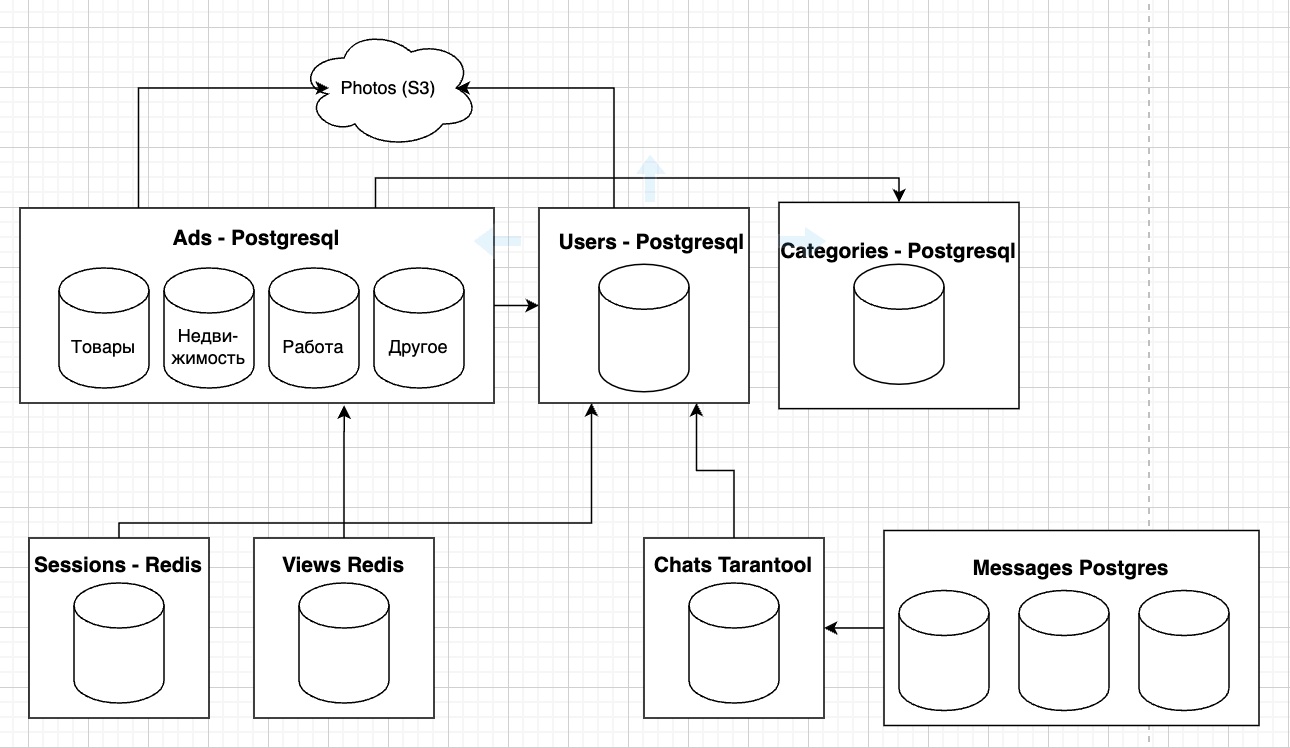 Photos (S3)
Ads - Postgresql
Users - Postgresql
Categories - Postgresql
Товары
Недви-
жимость
Работа
Другое
Sessions - Redis
Views Redis
Chats Tarantool
Messages Postgres